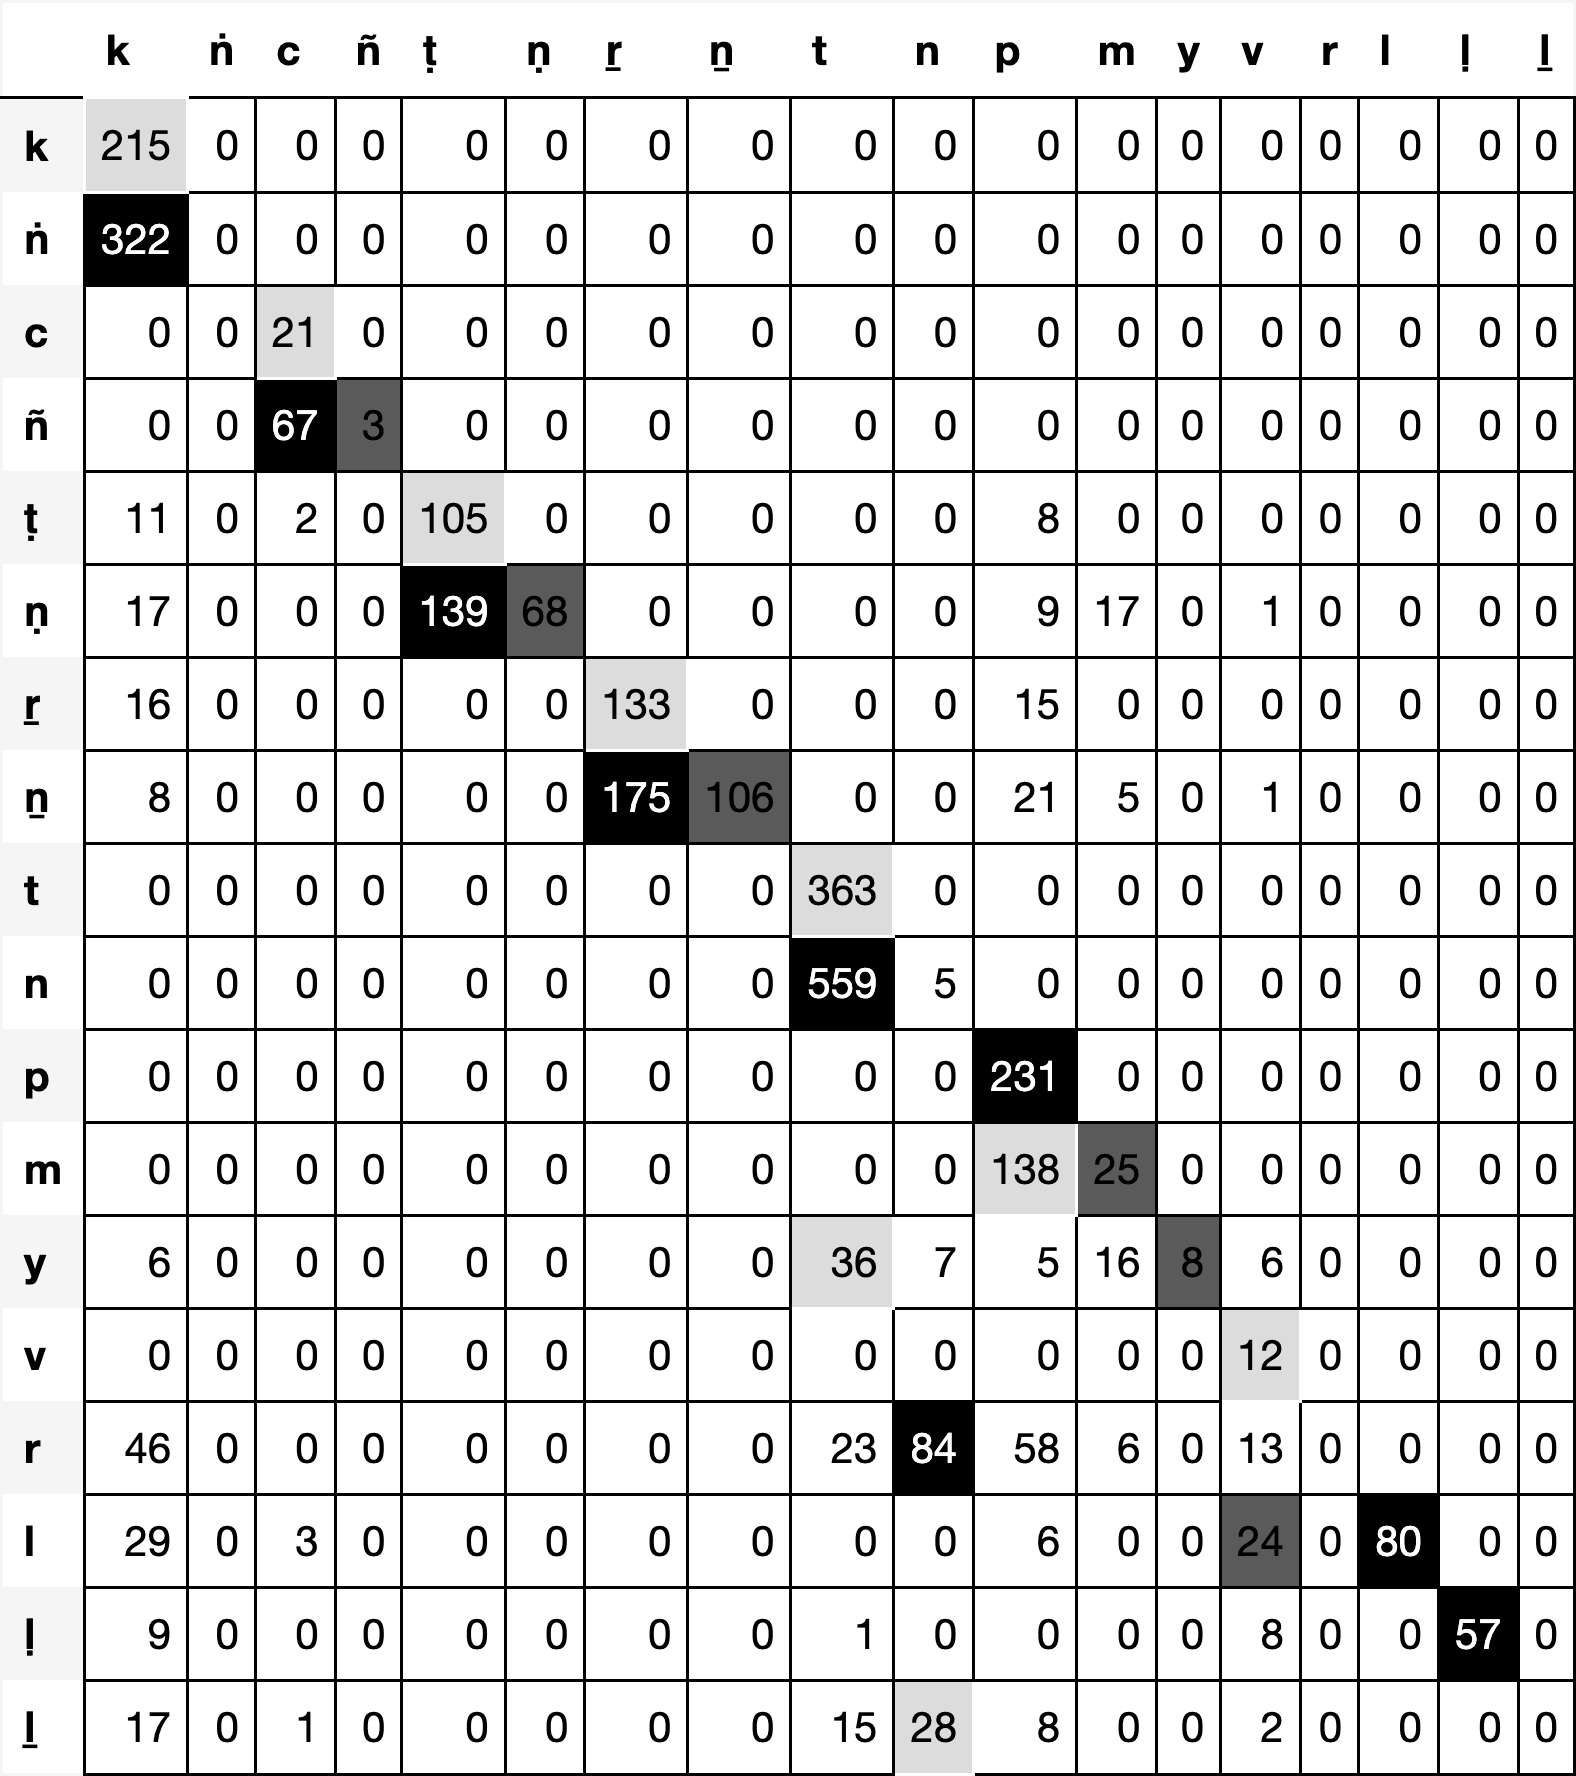 k ṅ c ñ ṭ ṇ ṟ ṉ t n p m y v r l ḷ ḻ
k 215 0 0 0 0 0 0 0 0 0 0 0 0 0 0 0 0 0
ṅ 322 0 0 0 0 0 0 0 0 0 0 0 0 0 0 0 0 0
c 0 0 21 0 0 0 0 0 0 0 0 0 0 0 0 0 0 0
ñ 0 0 67 3 0 0 0 0 0 0 0 0 0 0 0 0 0 0
ṭ 11 0 2 0 105 0 0 0 0 0 8 0 0 0 0 0 0 0
ṇ 17 0 0 0 139 68 0 0 0 0 9 17 0 1 0 0 0 0
ṟ 16 0 0 0 0 0 133 0 0 0 15 0 0 0 0 0 0 0
ṉ 8 0 0 0 0 0 175 106 0 0 21 5 0 1 0 0 0 0
t 0 0 0 0 0 0 0 0 363 0 0 0 0 0 0 0 0 0
n 0 0 0 0 0 0 0 0 559 5 0 0 0 0 0 0 0 0
p 0 0 0 0 0 0 0 0 0 0 231 0 0 0 0 0 0 0
m 0 0 0 0 0 0 0 0 0 0 138 25 0 0 0 0 0 0
y 6 0 0 0 0 0 0 0 36 7 5 16 8 6 0 0 0 0
v 0 0 0 0 0 0 0 0 0 0 0 0 0 12 0 0 0 0
r 46 0 0 0 0 0 0 0 23 84 58 6 0 13 0 0 0 0
l 29 0 3 0 0 0 0 0 0 0 6 0 0 24 0 80 0 0
ḷ 9 0 0 0 0 0 0 0 1 0 0 0 0 8 0 0 57 0
ḻ 17 0 1 0 0 0 0 0 15 28 8 0 0 2 0 0 0 0